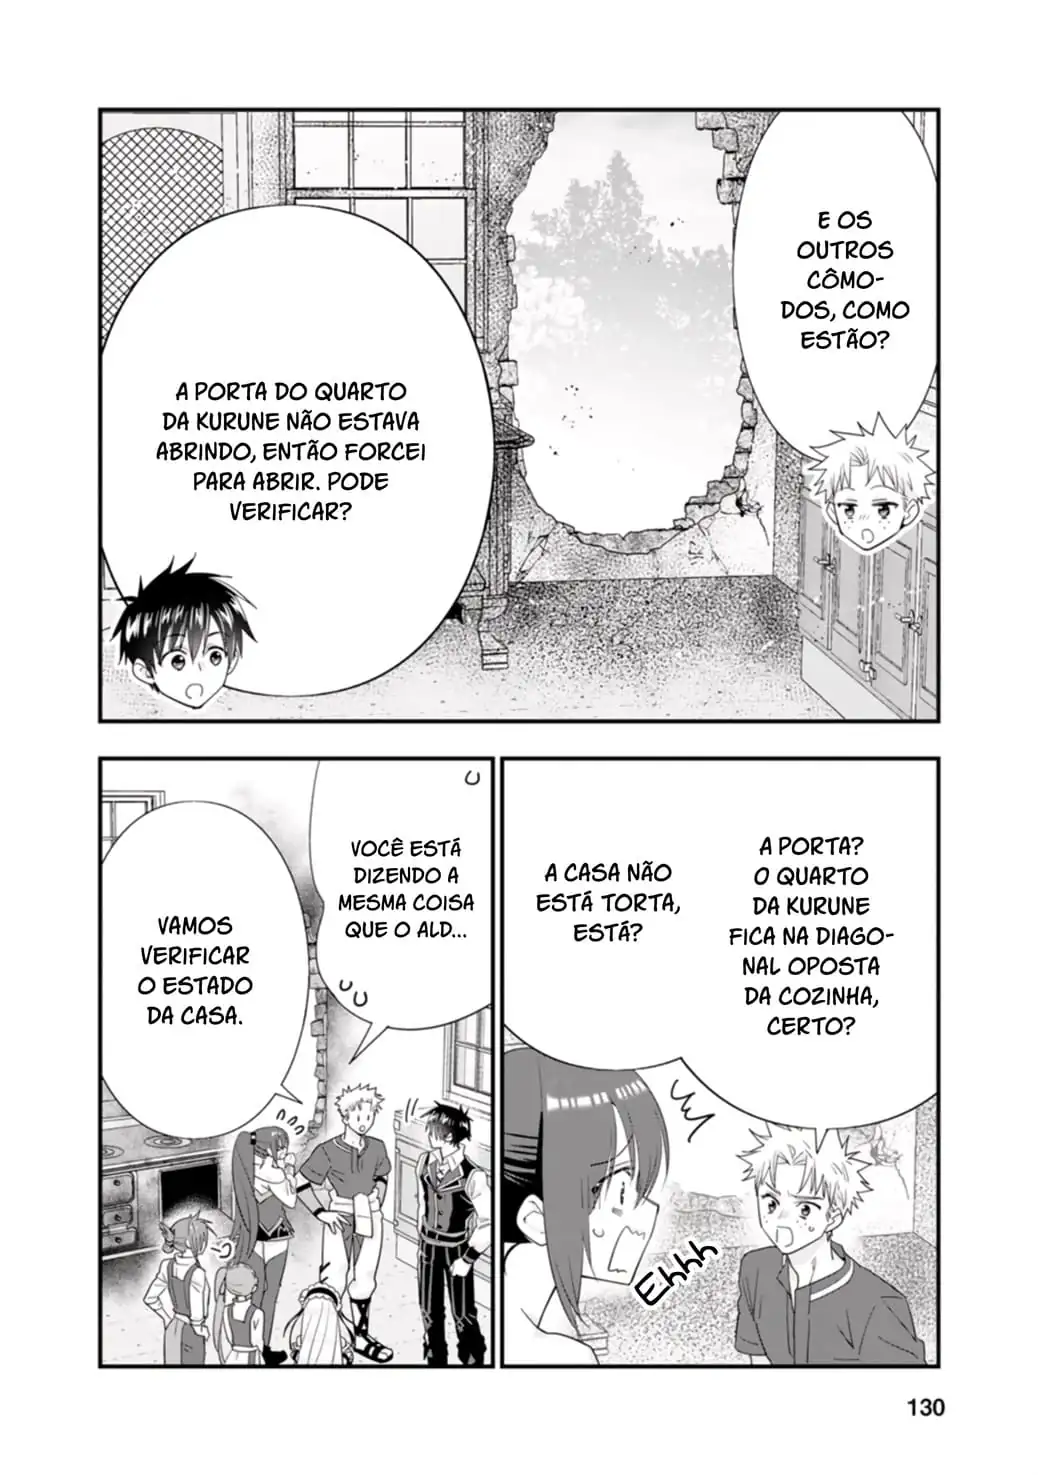 E OS
OUTROS
CÔMO-
DOS, COMO
ESTÃO?
A PORTA DO QUARTO
DA KURUNE NÃO ESTAVA
ABRINDO, ENTÃO FORCEI
PARA ABRIR. PODE
VERIFICAR?
A PORTA?
O QUARTO
DA KURUNE
FICA NA DIAGO-
NAL OPOSTA
DA COZINHA,
CERTO?
A CASA NÃO
ESTÁ TORTA,
ESTÁ?
Ehhh
VOCÊ ESTÁ
DIZENDO A
MESMA COISA
QUE O ALD...
VAMOS
VERIFICAR
O ESTADO
DA CASA.
130